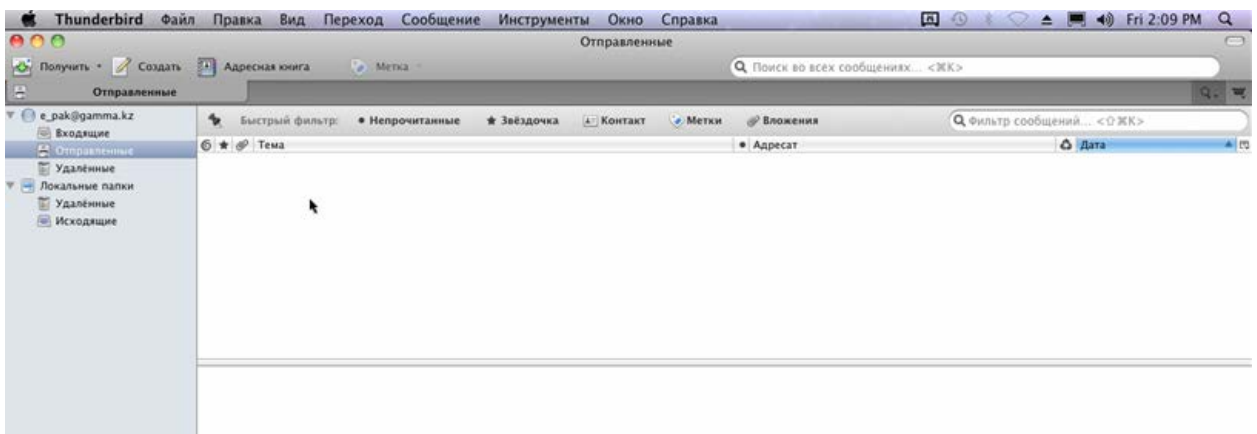 Thunderbird Файл Правка Вид Переход Сообщение Инструменты Окно Справка Fri 2:09 PM
Отправленные
Получить Создать Адресная книга Метка Поиск во всех сообщениях... <⌘K>
Отправленные
e_pak@gamma.kz
Входящие
Отправленные
Удалённые
Локальные папки
Удалённые
Исходящие
Быстрый фильтр: Непрочитанные Звёздочка Контакт Метки Вложения Фильтр сообщений... <⇧⌘K>
Тема Адресат Дата